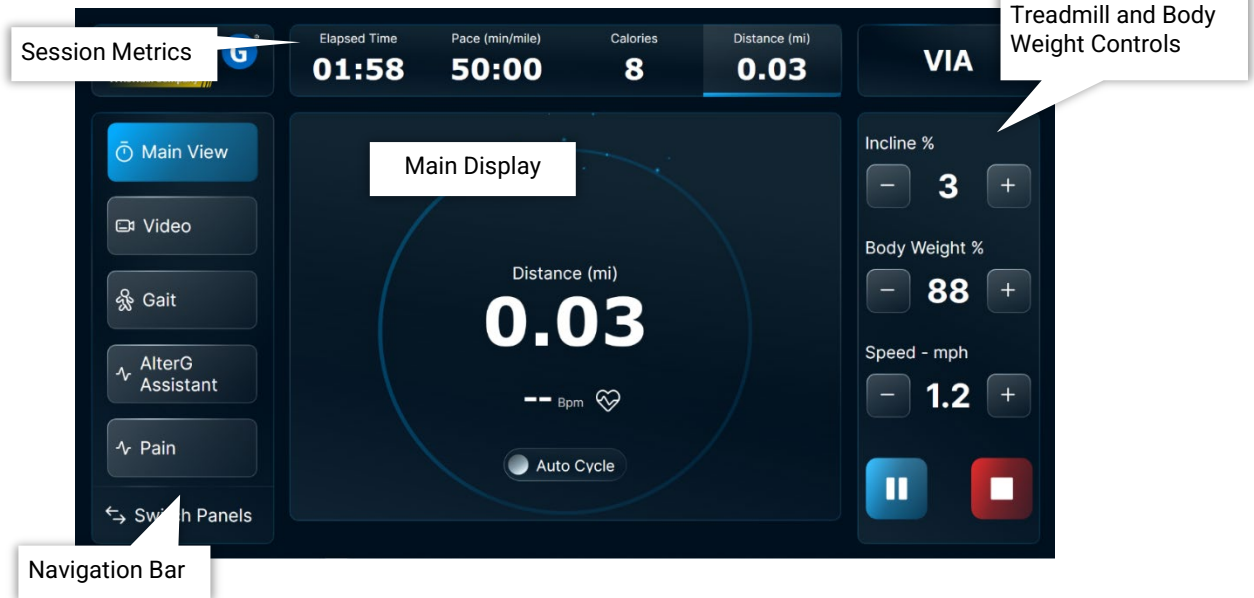 Treadmill and Body
Weight Controls
Session Metrics
G
Elapsed Time
01:58
Pace (min/mile)
50:00
Calories
8
Distance (mi)
0.03
VIA
Main View
Video
Gait
AlterG
Assistant
Pain
Switch Panels
Navigation Bar
Main Display
Distance (mi)
0.03
-- Bpm
Auto Cycle
Incline %
- 3 +
Body Weight %
- 88 +
Speed - mph
- 1.2 +